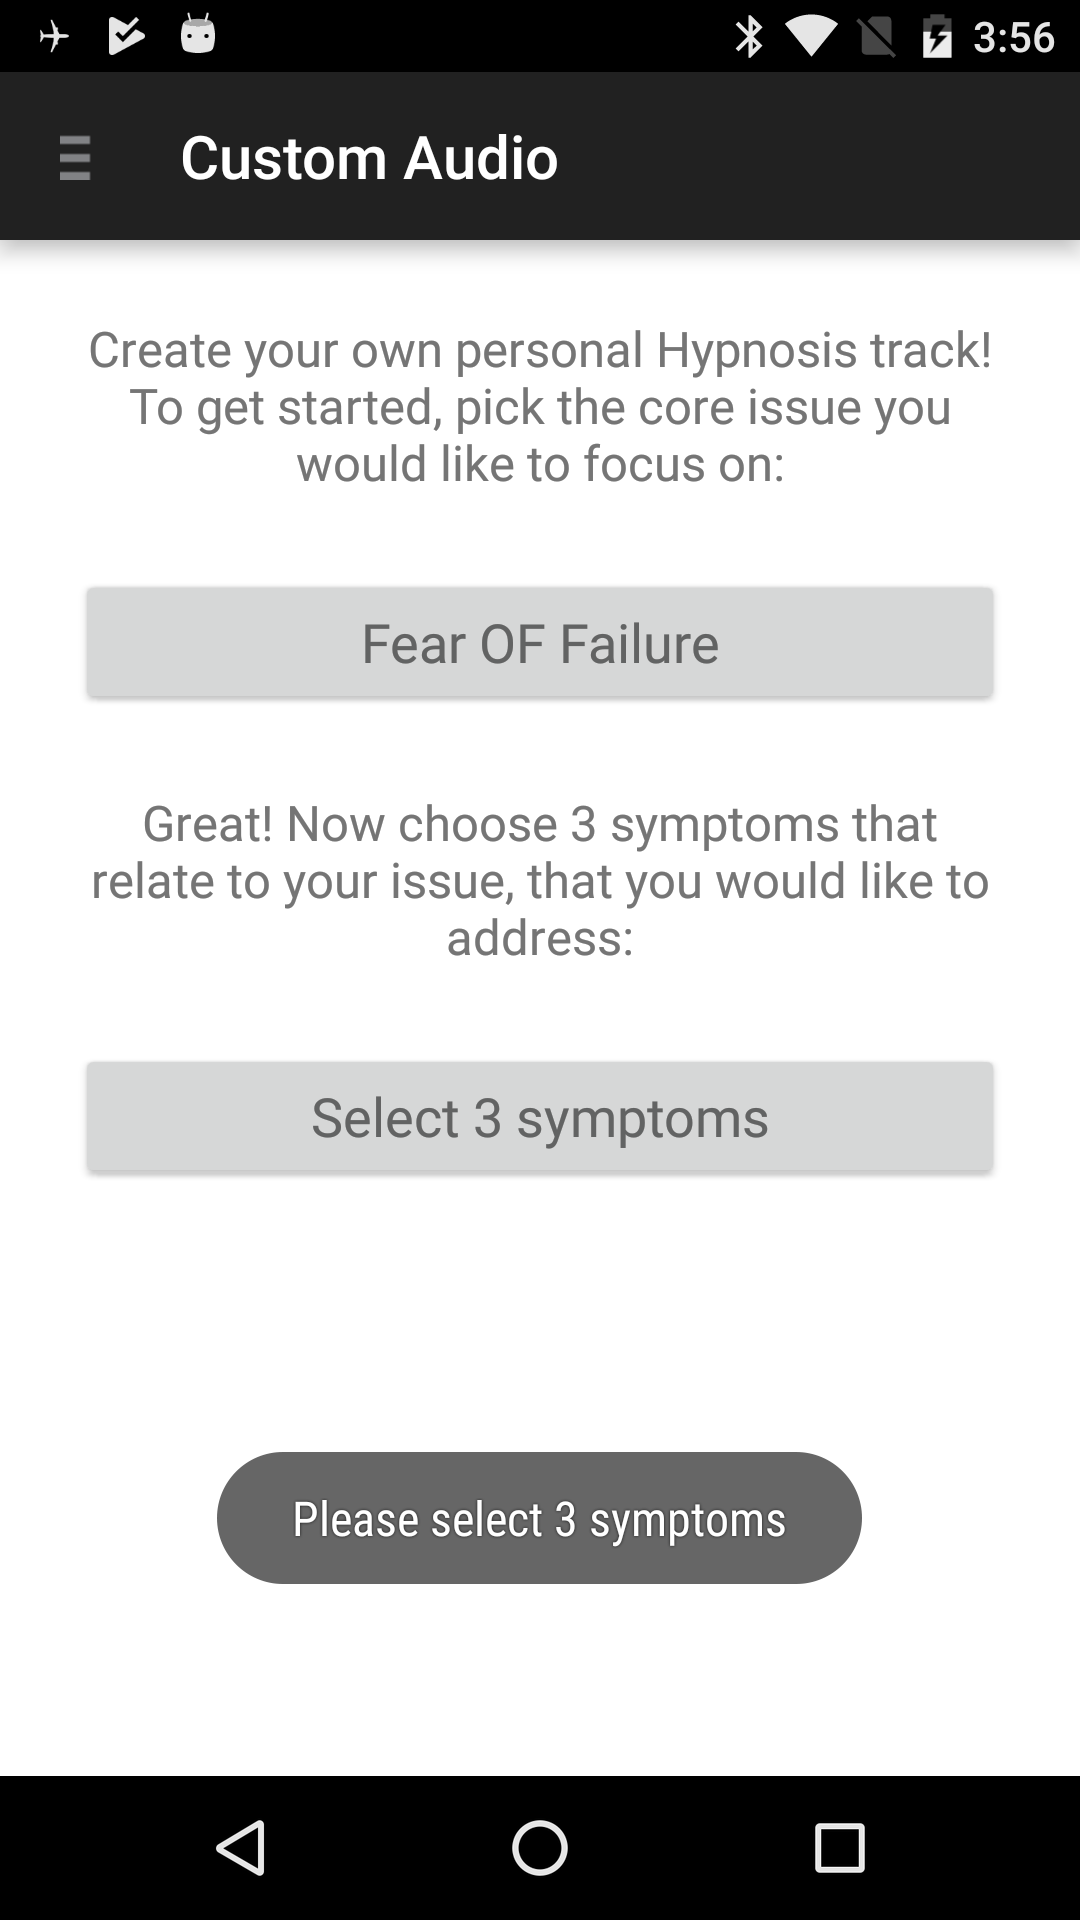 3:56
Custom Audio
Create your own personal Hypnosis track!
To get started, pick the core issue you
would like to focus on:
Fear OF Failure
Great! Now choose 3 symptoms that
relate to your issue, that you would like to
address:
Select 3 symptoms
Please select 3 symptoms